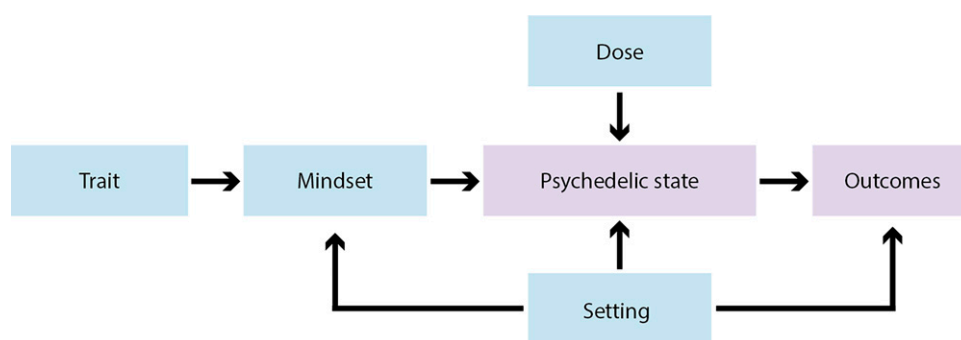 Dose
Trait
Mindset
Psychedelic state
Outcomes
Setting